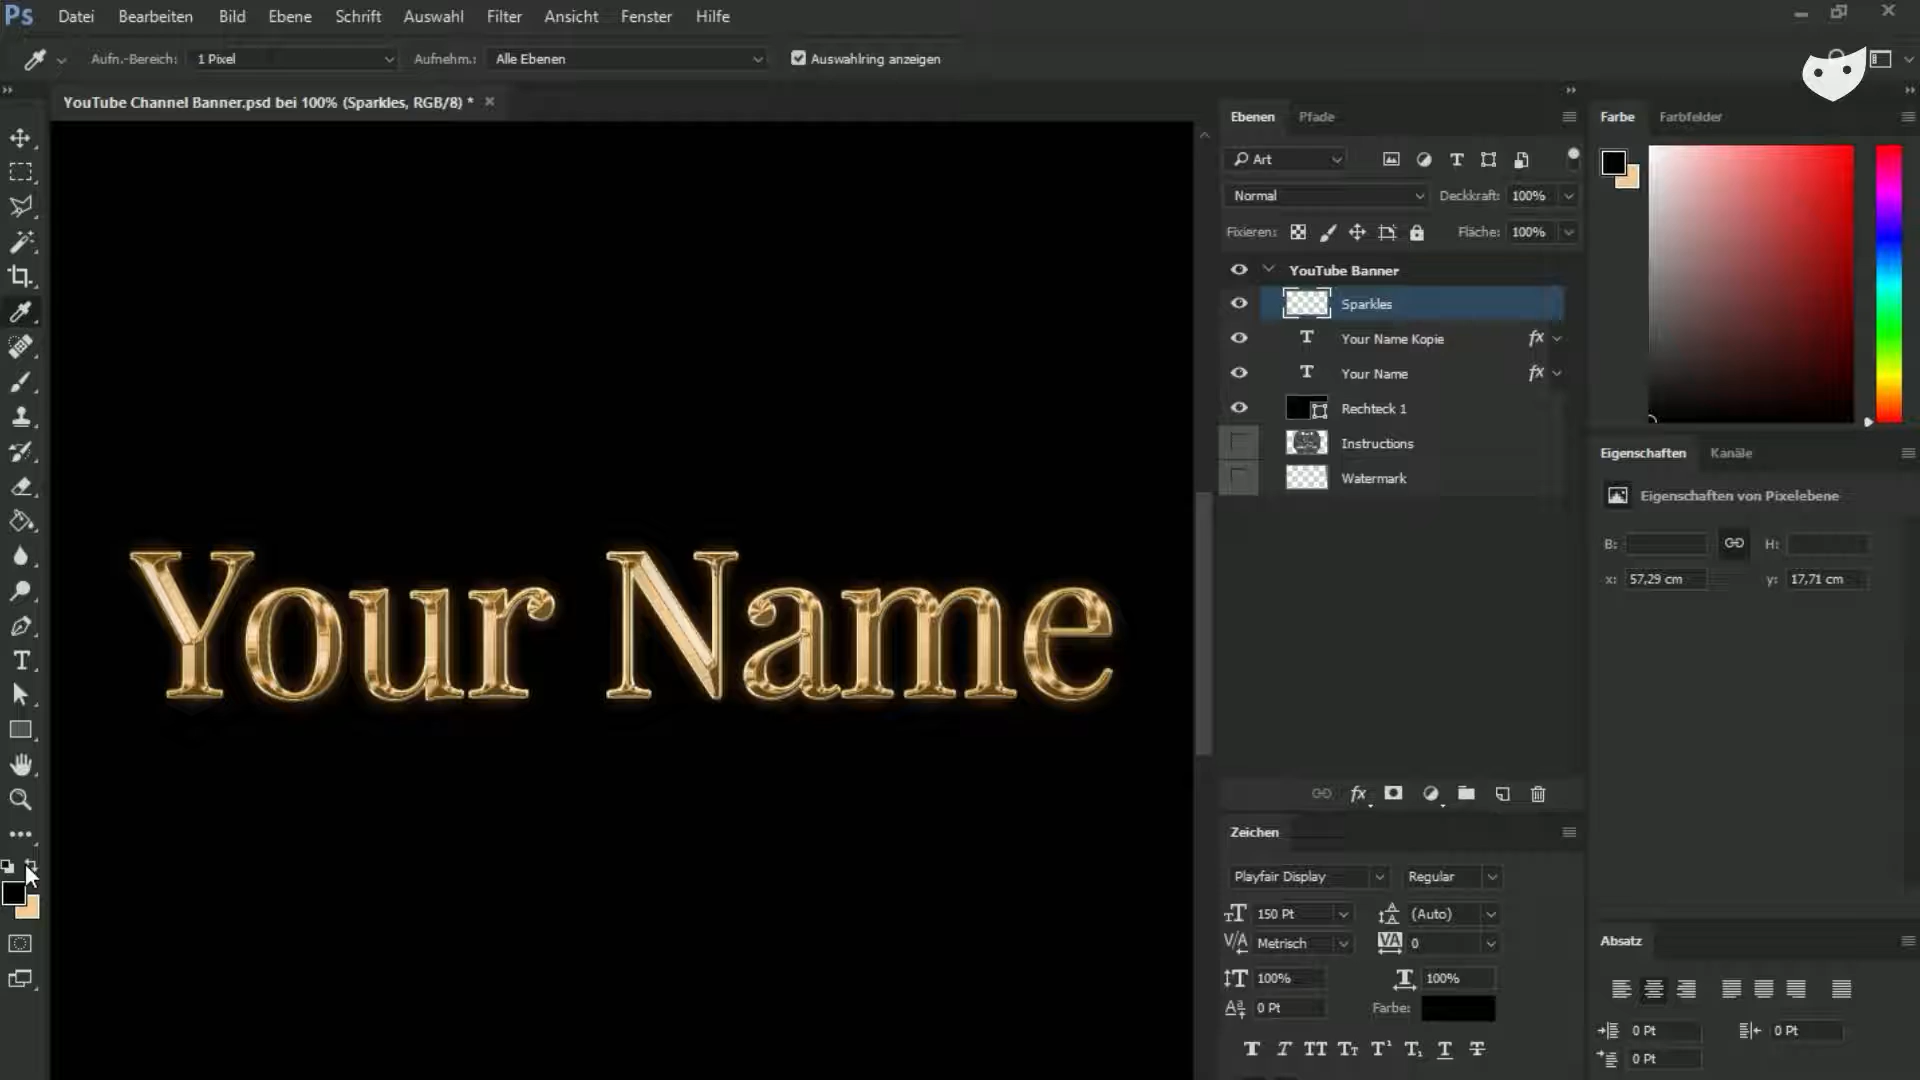 Ps Datei Bearbeiten Bild Ebene Schrift Auswahl Filter Ansicht Fenster Hilfe
Aufn.-Bereich: 1 Pixel Aufnehm.: Alle Ebenen Auswahlring anzeigen
YouTube Channel Banner.psd bei 100% (Sparkles, RGB/8) *
Ebenen Pfade
Art
Normal Deckkraft: 100%
Fixieren: Fläche: 100%
YouTube Banner
Sparkles
Your Name Kopie fx
Your Name fx
Rechteck 1
Instructions
Watermark
fx
Zeichen
Playfair Display Regular
150 Pt (Auto)
Metrisch 0
100% 100%
0 Pt Farbe:
Farbe Farbfelder
Eigenschaften Kanäle
Eigenschaften von Pixelebene
B: H:
x: 57,29 cm y: 17,71 cm
Absatz
0 Pt 0 Pt
0 Pt
Your Name